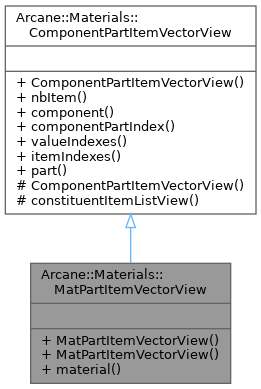 Arcane::Materials::
ComponentPartItemVectorView
+ ComponentPartItemVectorView()
+ nbItem()
+ component()
+ componentPartIndex()
+ valueIndexes()
+ itemIndexes()
+ part()
# ComponentPartItemVectorView()
# constituentItemListView()
Arcane::Materials::
MatPartItemVectorView
+ MatPartItemVectorView()
+ MatPartItemVectorView()
+ material()